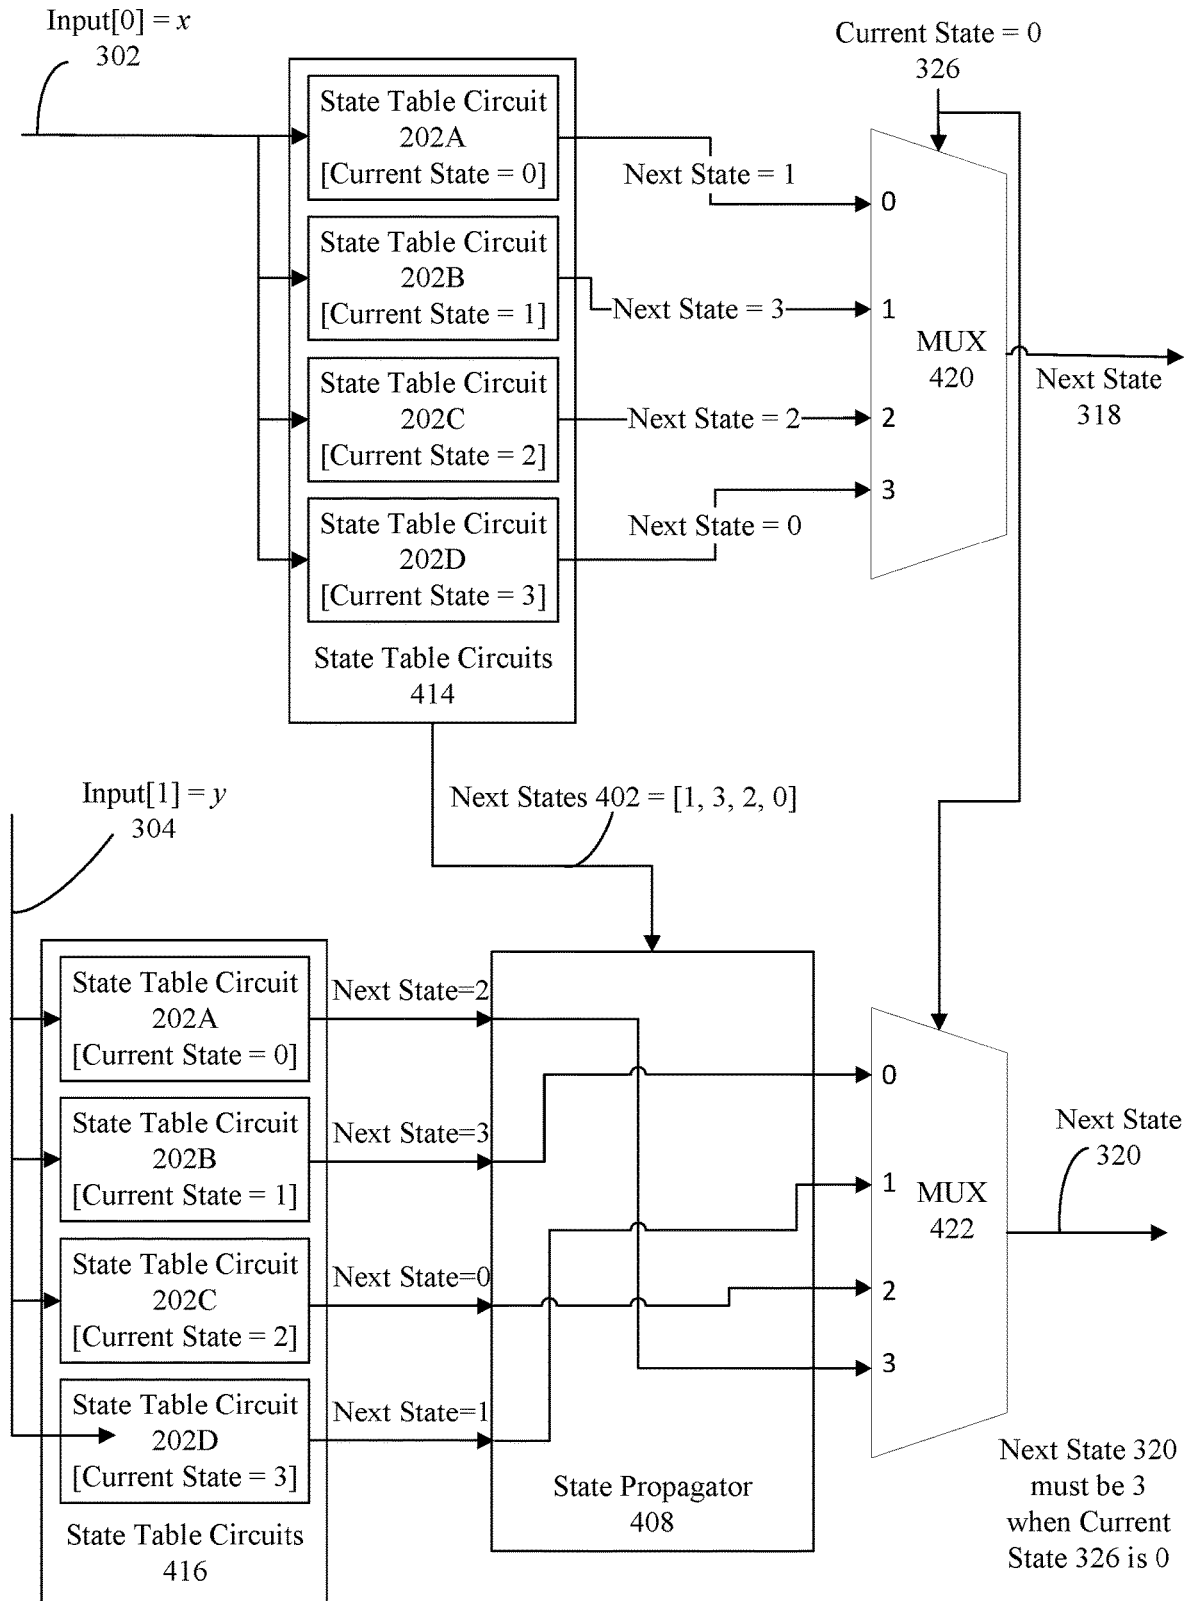 Input[0] = x
302
Current State = 0
326
State Table Circuit
202A
[Current State = 0]
Next State = 1
0
State Table Circuit
202B
[Current State = 1]
Next State = 3
1
MUX
420
Next State
318
State Table Circuit
202C
[Current State = 2]
Next State = 2
2
State Table Circuit
202D
[Current State = 3]
Next State = 0
3
State Table Circuits
414
Next States 402 = [1, 3, 2, 0]
Input[1] = y
304
State Table Circuit
202A
[Current State = 0]
Next State=2
0
State Table Circuit
202B
[Current State = 1]
Next State=3
1
MUX
422
Next State
320
State Table Circuit
202C
[Current State = 2]
Next State=0
2
State Table Circuit
202D
[Current State = 3]
Next State=1
3
State Table Circuits
416
State Propagator
408
Next State 320
must be 3
when Current
State 326 is 0